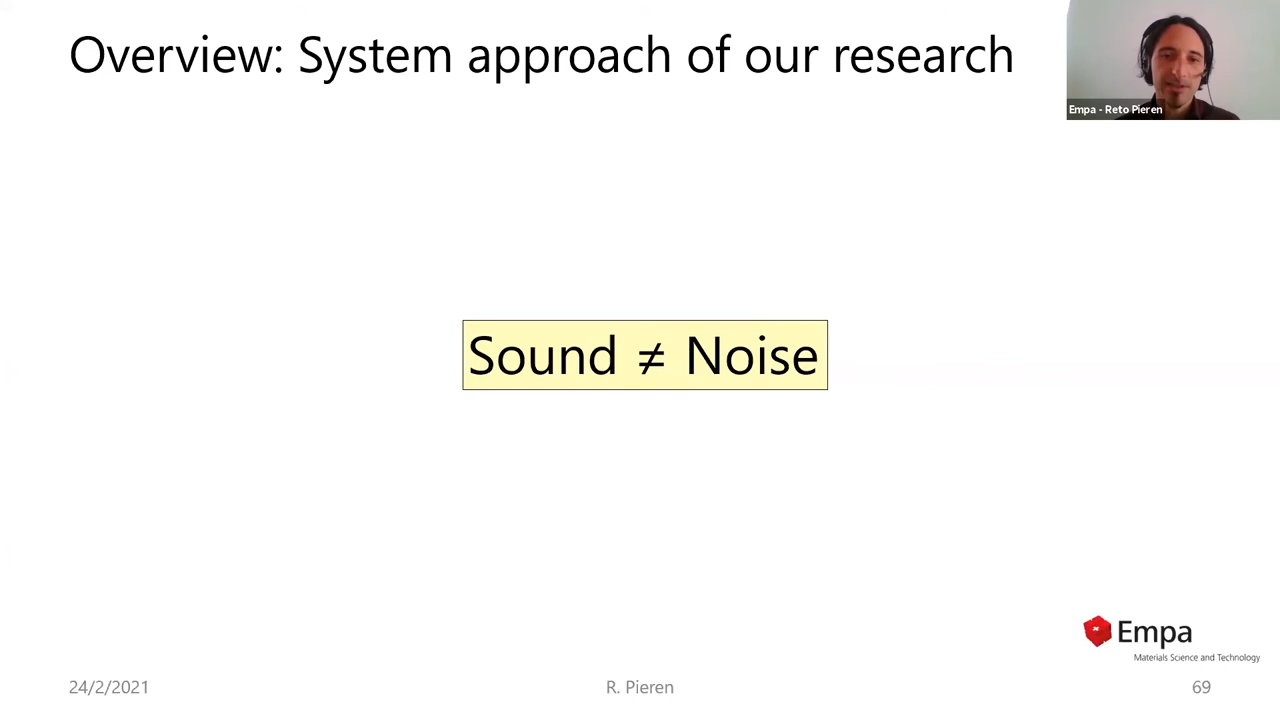 Overview: System approach of our research
Empa - Reto Pieren
Sound ≠ Noise
Empa
Materials Science and Technology
24/2/2021
R. Pieren
69